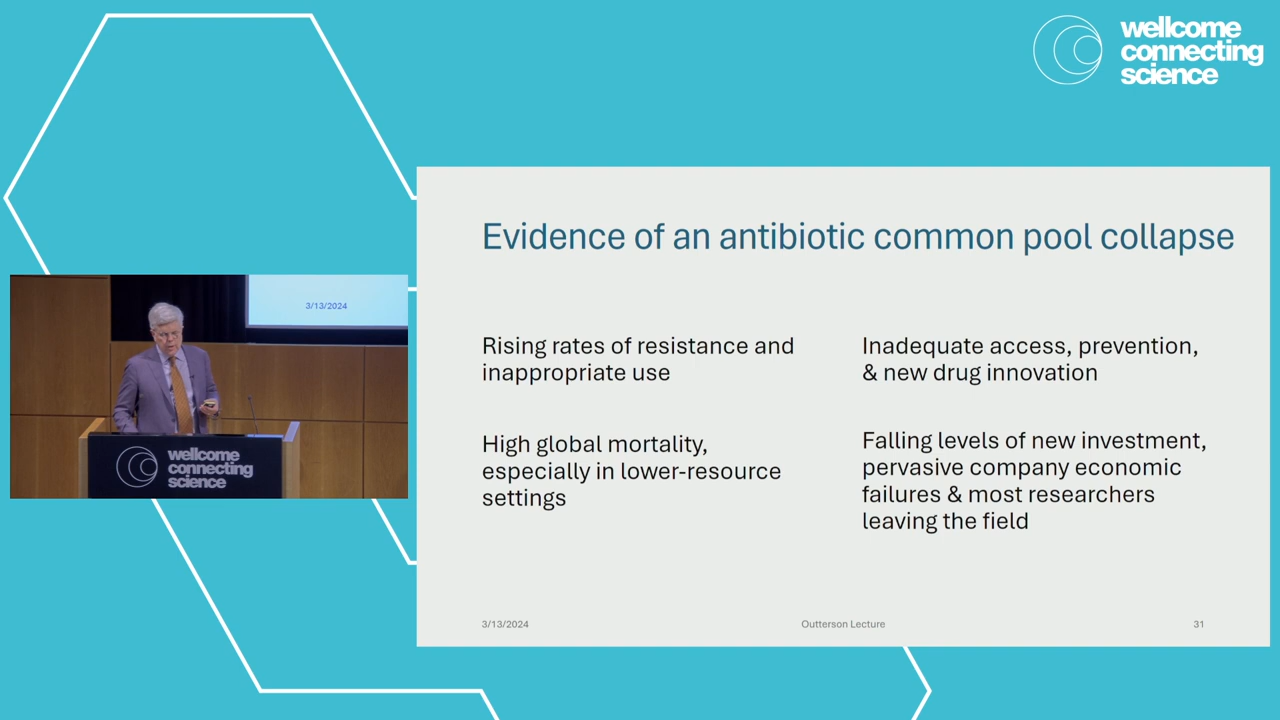 wellcome
connecting
science
Evidence of an antibiotic common pool collapse
Rising rates of resistance and
inappropriate use
High global mortality,
especially in lower-resource
settings
Inadequate access, prevention,
& new drug innovation
Falling levels of new investment,
pervasive company economic
failures & most researchers
leaving the field
3/13/2024
Outterson Lecture
31
3/13/2024
wellcome
connecting
science